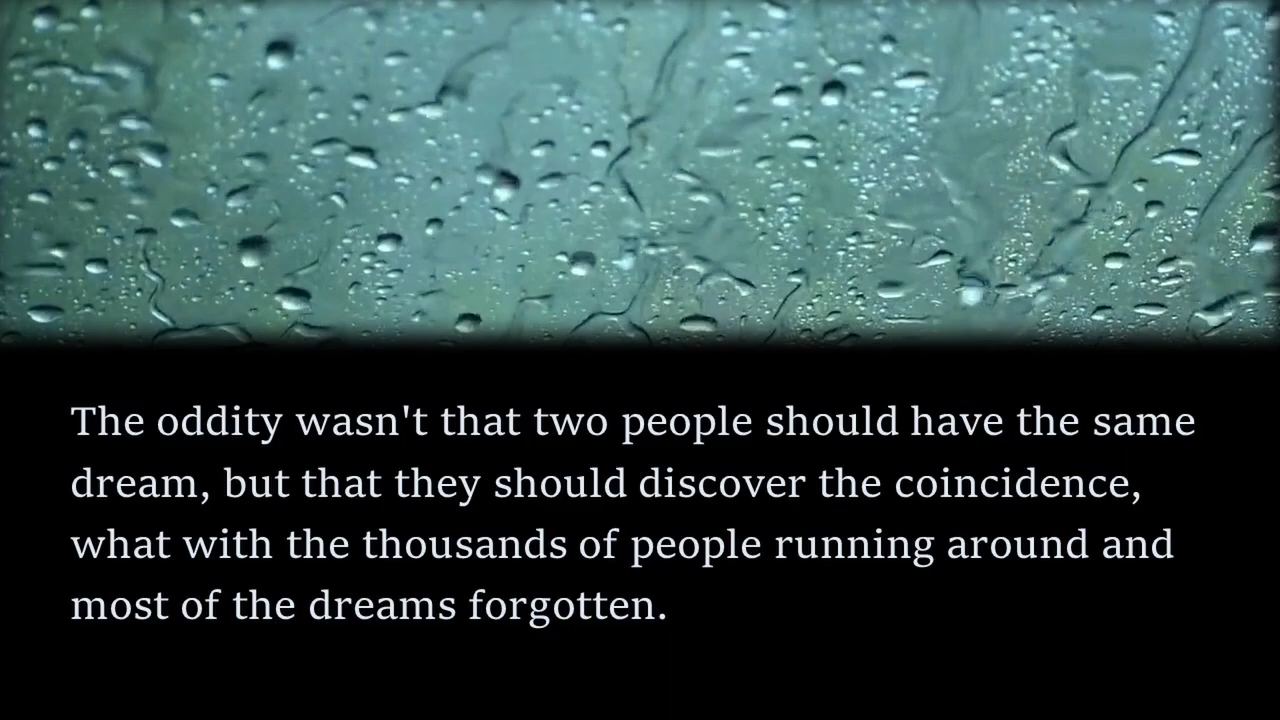 The oddity wasn't that two people should have the same
dream, but that they should discover the coincidence,
what with the thousands of people running around and
most of the dreams forgotten.